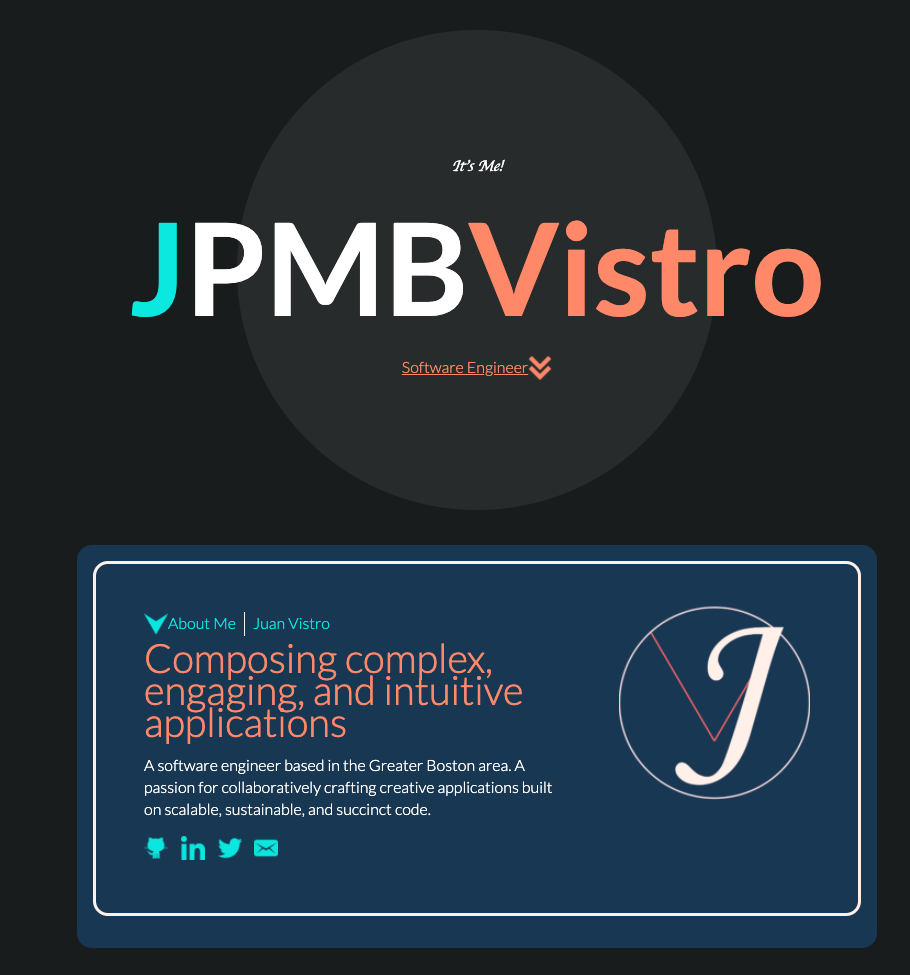 It's Me!
JPMBVistro
Software Engineer
About Me | Juan Vistro
Composing complex,
engaging, and intuitive
applications
A software engineer based in the Greater Boston area. A
passion for collaboratively crafting creative applications built
on scalable, sustainable, and succinct code.
in
J